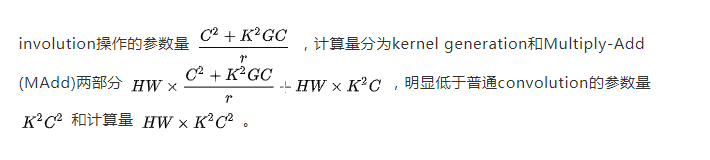 involution操作的参数量 $\frac{C^2 + K^2GC}{r}$ ，计算量分为kernel generation和Multiply-Add
(MAdd)两部分 $HW \times \frac{C^2 + K^2GC}{r} + HW \times K^2C$ ，明显低于普通convolution的参数量
$K^2C^2$ 和计算量 $HW \times K^2C^2$ 。